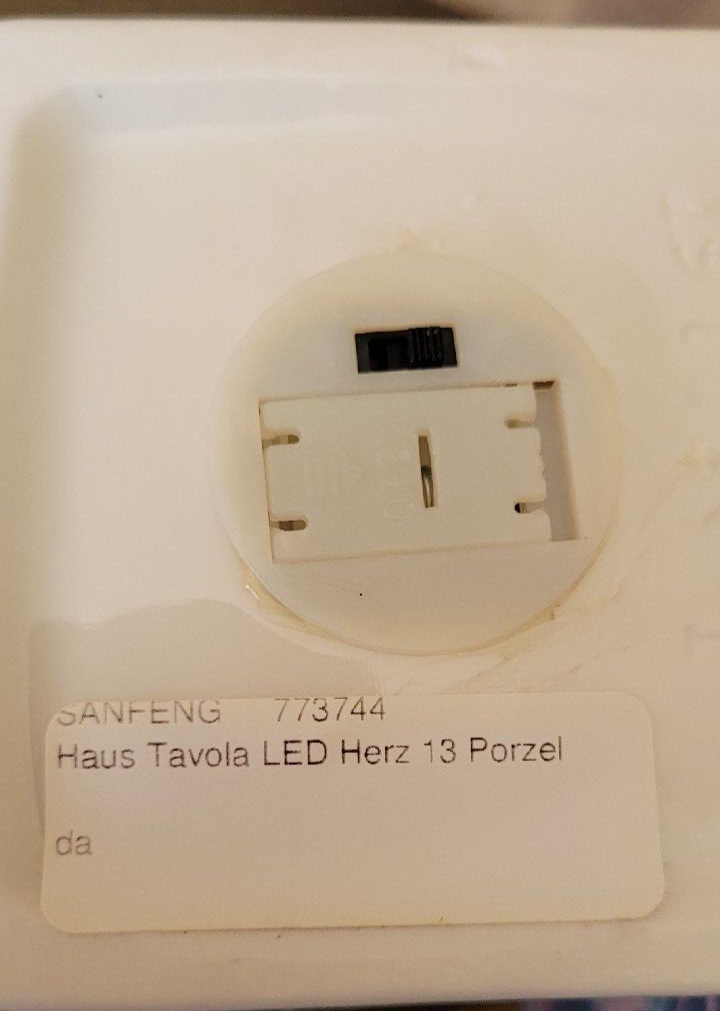 SANFENG 773744
Haus Tavola LED Herz 13 Porzel
da